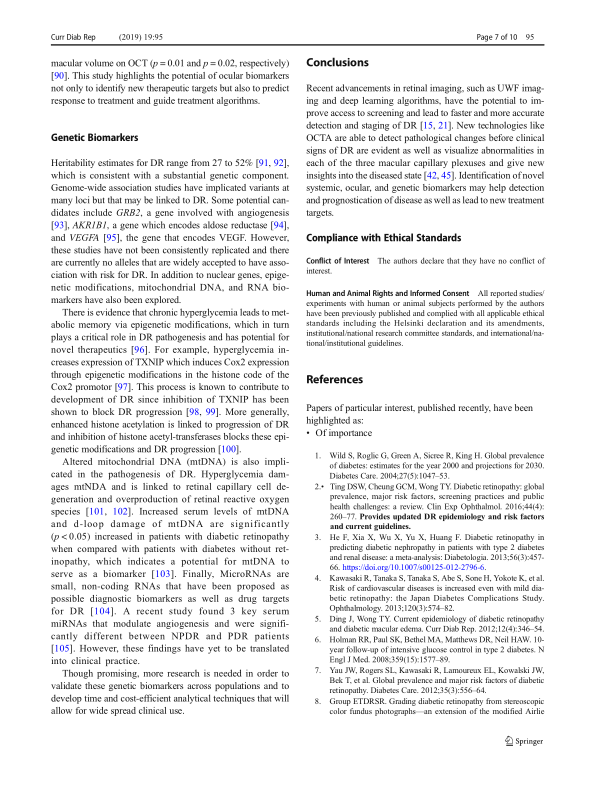 Curr Diab Rep (2019) 19:95
Page 7 of 10 95
macular volume on OCT (p = 0.01 and p = 0.02, respectively)
[90]. This study highlights the potential of ocular biomarkers
not only to identify new therapeutic targets but also to predict
response to treatment and guide treatment algorithms.
Genetic Biomarkers
Heritability estimates for DR range from 27 to 52% [91, 92],
which is consistent with a substantial genetic component.
Genome-wide association studies have implicated variants at
many loci but that may be linked to DR. Some potential can-
didates include GRB2, a gene involved with angiogenesis
[93], AKR1B1, a gene which encodes aldose reductase [94],
and VEGFA [95], the gene that encodes VEGF. However,
these studies have not been consistently replicated and there
are currently no alleles that are widely accepted to have asso-
ciation with risk for DR. In addition to nuclear genes, epige-
netic modifications, mitochondrial DNA, and RNA bio-
markers have also been explored.
There is evidence that chronic hyperglycemia leads to met-
abolic memory via epigenetic modifications, which in turn
plays a critical role in DR pathogenesis and has potential for
novel therapeutics [96]. For example, hyperglycemia in-
creases expression of TXNIP which induces Cox2 expression
through epigenetic modifications in the histone code of the
Cox2 promotor [97]. This process is known to contribute to
development of DR since inhibition of TXNIP has been
shown to block DR progression [98, 99]. More generally,
enhanced histone acetylation is linked to progression of DR
and inhibition of histone acetyl-transferases blocks these epi-
genetic modifications and DR progression [100].
Altered mitochondrial DNA (mtDNA) is also impli-
cated in the pathogenesis of DR. Hyperglycemia dam-
ages mtNDA and is linked to retinal capillary cell de-
generation and overproduction of retinal reactive oxygen
species [101, 102]. Increased serum levels of mtDNA
and d-loop damage of mtDNA are significantly
(p < 0.05) increased in patients with diabetic retinopathy
when compared with patients with diabetes without ret-
inopathy, which indicates a potential for mtDNA to
serve as a biomarker [103]. Finally, MicroRNAs are
small, non-coding RNAs that have been proposed as
possible diagnostic biomarkers as well as drug targets
for DR [104]. A recent study found 3 key serum
miRNAs that modulate angiogenesis and were signifi-
cantly different between NPDR and PDR patients
[105]. However, these findings have yet to be translated
into clinical practice.
Though promising, more research is needed in order to
validate these genetic biomarkers across populations and to
develop time and cost-efficient analytical techniques that will
allow for wide spread clinical use.
Conclusions
Recent advancements in retinal imaging, such as UWF imag-
ing and deep learning algorithms, have the potential to im-
prove access to screening and lead to faster and more accurate
detection and staging of DR [15, 21]. New technologies like
OCTA are able to detect pathological changes before clinical
signs of DR are evident as well as visualize abnormalities in
each of the three macular capillary plexuses and give new
insights into the diseased state [42, 45]. Identification of novel
systemic, ocular, and genetic biomarkers may help detection
and prognostication of disease as well as lead to new treatment
targets.
Compliance with Ethical Standards
Conflict of Interest The authors declare that they have no conflict of
interest.
Human and Animal Rights and Informed Consent All reported studies/
experiments with human or animal subjects performed by the authors
have been previously published and complied with all applicable ethical
standards including the Helsinki declaration and its amendments,
institutional/national research committee standards, and international/na-
tional/institutional guidelines.
References
Papers of particular interest, published recently, have been
highlighted as:
• Of importance
1. Wild S, Roglic G, Green A, Sicree R, King H. Global prevalence
of diabetes: estimates for the year 2000 and projections for 2030.
Diabetes Care. 2004;27(5):1047–53.
2.• Ting DSW, Cheung GCM, Wong TY. Diabetic retinopathy: global
prevalence, major risk factors, screening practices and public
health challenges: a review. Clin Exp Ophthalmol. 2016;44(4):
260–77. Provides updated DR epidemiology and risk factors
and current guidelines.
3. He F, Xia X, Wu X, Yu X, Huang F. Diabetic retinopathy in
predicting diabetic nephropathy in patients with type 2 diabetes
and renal disease: a meta-analysis: Diabetologia. 2013;56(3):457-
66. https://doi.org/10.1007/s00125-012-2796-6.
4. Kawasaki R, Tanaka S, Tanaka S, Abe S, Sone H, Yokote K, et al.
Risk of cardiovascular diseases is increased even with mild dia-
betic retinopathy: the Japan Diabetes Complications Study.
Ophthalmology. 2013;120(3):574–82.
5. Ding J, Wong TY. Current epidemiology of diabetic retinopathy
and diabetic macular edema. Curr Diab Rep. 2012;12(4):346–54.
6. Holman RR, Paul SK, Bethel MA, Matthews DR, Neil HAW. 10-
year follow-up of intensive glucose control in type 2 diabetes. N
Engl J Med. 2008;359(15):1577–89.
7. Yau JW, Rogers SL, Kawasaki R, Lamoureux EL, Kowalski JW,
Bek T, et al. Global prevalence and major risk factors of diabetic
retinopathy. Diabetes Care. 2012;35(3):556–64.
8. Group ETDRSR. Grading diabetic retinopathy from stereoscopic
color fundus photographs—an extension of the modified Airlie
Springer